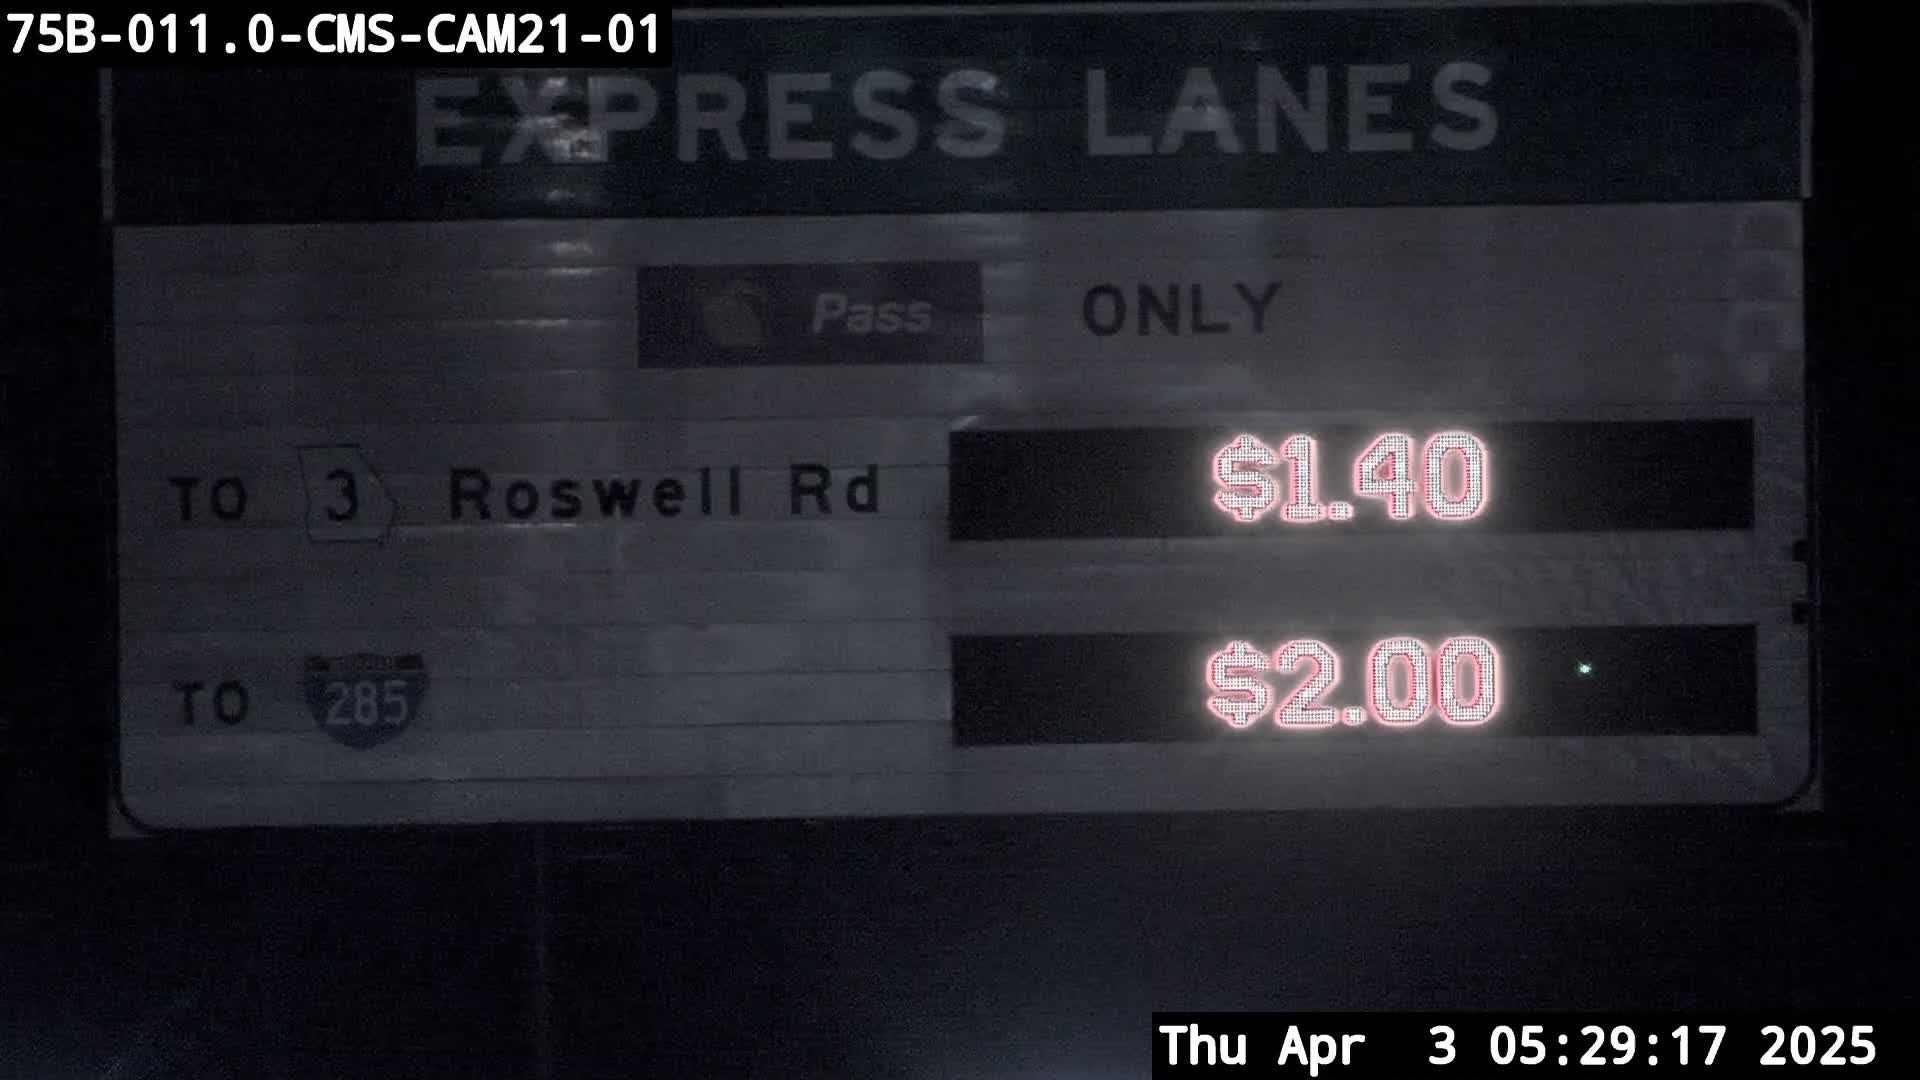 75B-011.0-CMS-CAM21-01
EXPRESS LANES
Pass ONLY
TO 3 Roswell Rd $1.40
TO 285 $2.00
Thu Apr 3 05:29:17 2025